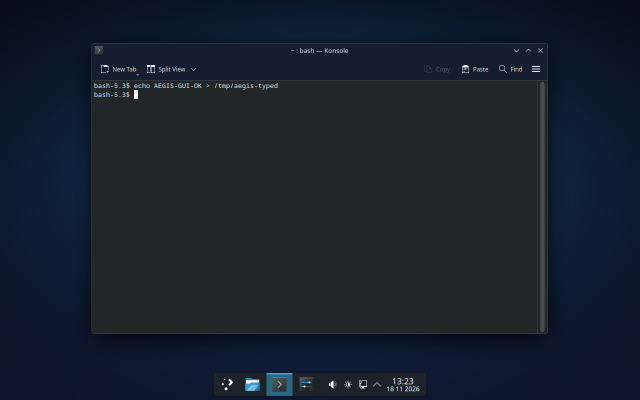 ~ : bash — Konsole
New Tab
Split View
Copy
Paste
Find
bash-5.3$ echo AEGIS-GUI-OK > /tmp/aegis-typed
bash-5.3$
13:23
18 11 2026